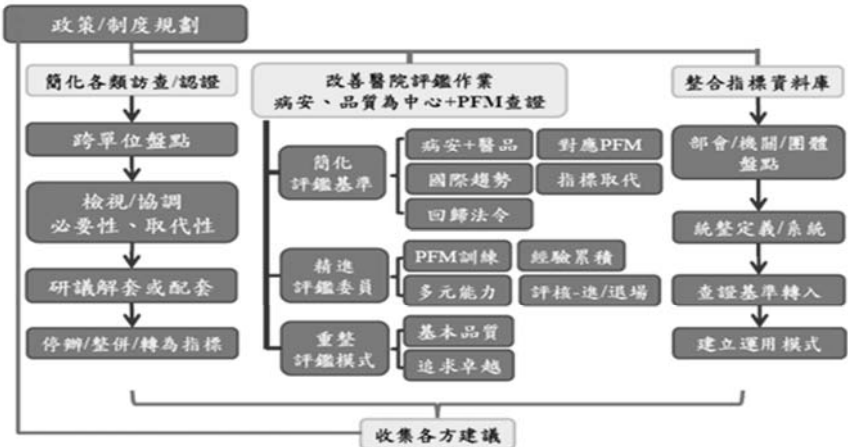 政策/制度規劃
簡化各類訪查/認證
跨單位盤點
檢視/協調
必要性、取代性
研議解套或配套
停辦/整併/轉為指標
改善醫院評鑑作業
病安、品質為中心+PFM查證
簡化
評鑑基準
病安+醫品
對應PFM
國際趨勢
指標取代
回歸法令
精進
評鑑委員
PFM訓練
經驗累積
多元能力
評核-進/退場
重整
評鑑模式
基本品質
追求卓越
整合指標資料庫
部會/機關/團體
盤點
統整定義/系統
查證基準轉入
建立運用模式
收集各方建議